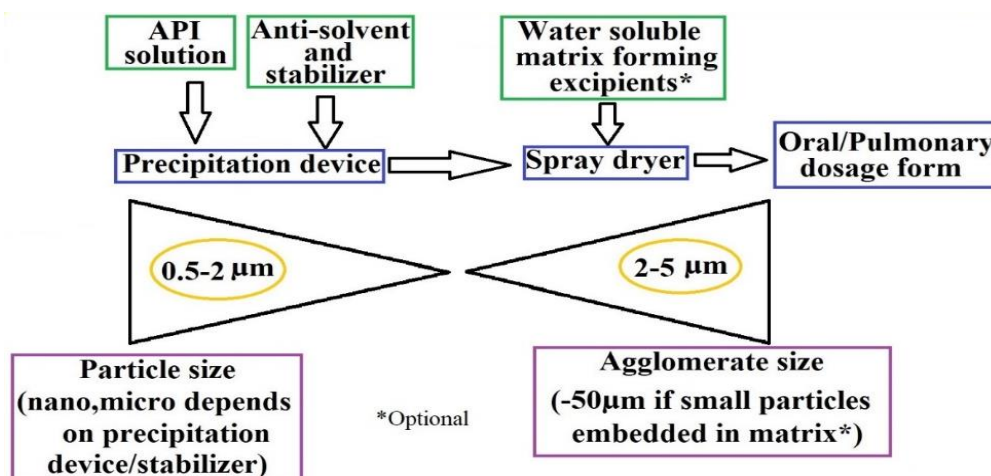 API
solution
Anti-solvent
and
stabilizer
Water soluble
matrix forming
excipients*
Precipitation device
Spray dryer
Oral/Pulmonary
dosage form
0.5-2 μm
2-5 μm
Particle size
(nano,micro depends
on precipitation
device/stabilizer)
*Optional
Agglomerate size
(-50μm if small particles
embedded in matrix*)